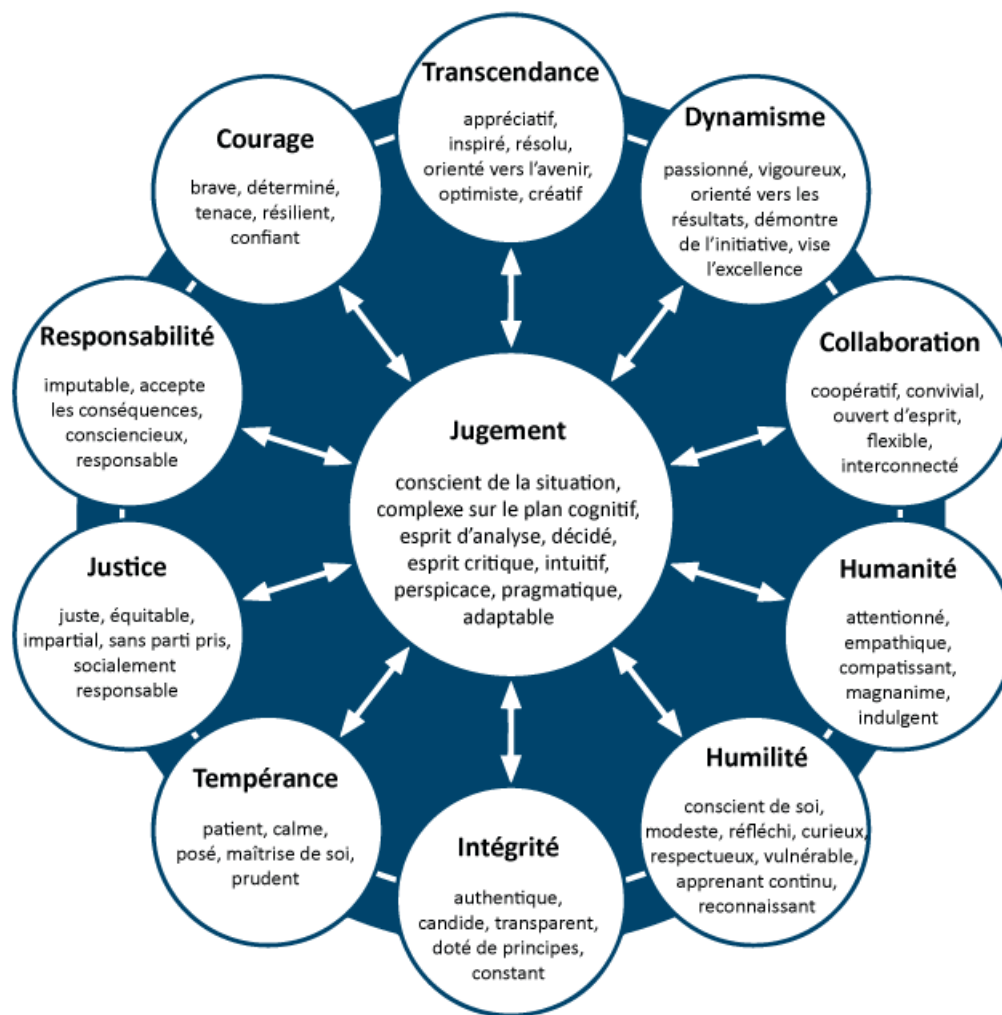 Transcendance
appréciatif,
inspiré, résolu,
orienté vers l'avenir,
optimiste, créatif
Dynamisme
passionné, vigoureux,
orienté vers les
résultats, démontre
de l'initiative, vise
l'excellence
Collaboration
coopératif, convivial,
ouvert d'esprit,
flexible,
interconnecté
Humanité
attentionné,
empathique,
compatissant,
magnanime,
indulgent
Humilité
conscient de soi,
modeste, réfléchi, curieux,
respectueux, vulnérable,
apprenant continu,
reconnaissant
Intégrité
authentique,
candide, transparent,
doté de principes,
constant
Tempérance
patient, calme,
posé, maîtrise de soi,
prudent
Justice
juste, équitable,
impartial, sans parti pris,
socialement
responsable
Responsabilité
imputable, accepte
les conséquences,
consciencieux,
responsable
Courage
brave, déterminé,
tenace, résilient,
confiant
Jugement
conscient de la situation,
complexe sur le plan cognitif,
esprit d'analyse, décidé,
esprit critique, intuitif,
perspicace, pragmatique,
adaptable